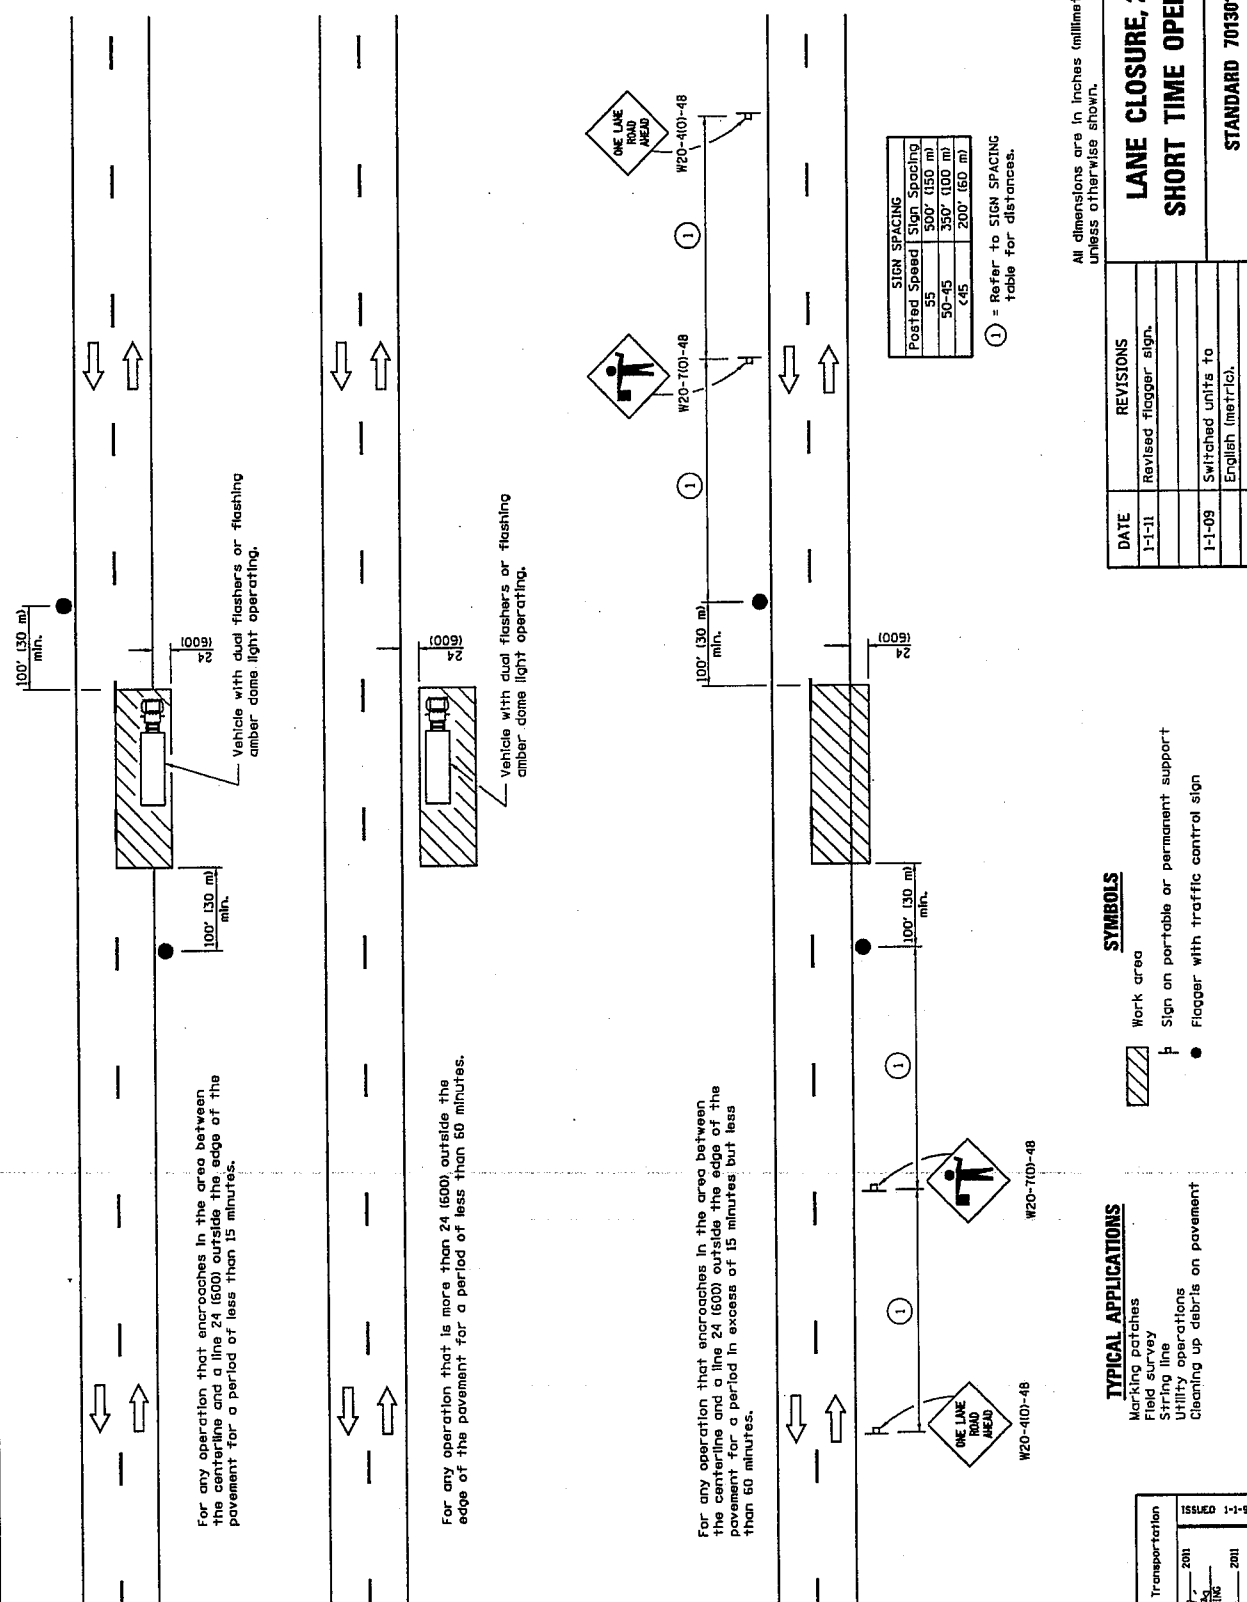 100' (30 m)
min.
24
(600)
Vehicle with dual flashers or flashing
amber dome light operating.
100' (30 m)
min.
For any operation that encroaches in the area between
the centerline and a line 24 (600) outside the edge of the
pavement for a period of less than 15 minutes.
24
(600)
Vehicle with dual flashers or flashing
amber dome light operating.
For any operation that is more than 24 (600) outside the
edge of the pavement for a period of less than 60 minutes.
ONE LANE
ROAD
AHEAD
W20-4(O)-48
1
W20-7(O)-48
1
100' (30 m)
min.
24
(600)
100' (30 m)
min.
1
W20-7(O)-48
1
ONE LANE
ROAD
AHEAD
W20-4(O)-48
For any operation that encroaches in the area between
the centerline and a line 24 (600) outside the edge of the
pavement for a period in excess of 15 minutes but less
than 60 minutes.
SIGN SPACING
Posted Speed Sign Spacing
55 500' (150 m)
50-45 350' (100 m)
<45 200' (60 m)
1 = Refer to SIGN SPACING
table for distances.
SYMBOLS
Work area
Sign on portable or permanent support
Flagger with traffic control sign
TYPICAL APPLICATIONS
Marking patches
Field survey
String line
Utility operations
Cleaning up debris on pavement
All dimensions are in inches
unless otherwise shown.
DATE REVISIONS
1-1-11 Revised flagger sign.
1-1-09 Switched units to
English (metric).
LANE CLOSURE,
SHORT TIME
STANDARD
Transportation
2011
2011
ISSUED